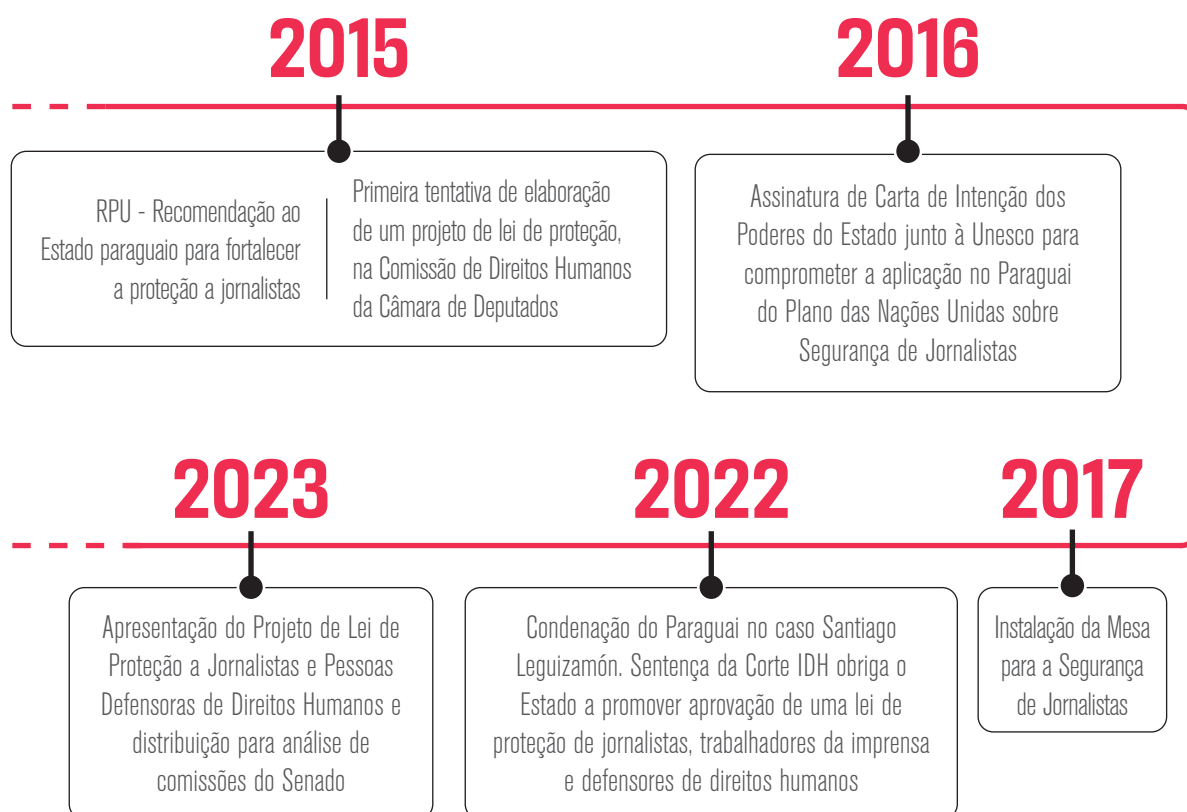 2015
RPU - Recomendação ao
Estado paraguaio para fortalecer
a proteção a jornalistas
Primeira tentativa de elaboração
de um projeto de lei de proteção,
na Comissão de Direitos Humanos
da Câmara de Deputados
2016
Assinatura de Carta de Intenção dos
Poderes do Estado junto à Unesco para
comprometer a aplicação no Paraguai
do Plano das Nações Unidas sobre
Segurança de Jornalistas
2023
Apresentação do Projeto de Lei de
Proteção a Jornalistas e Pessoas
Defensoras de Direitos Humanos e
distribuição para análise de
comissões do Senado
2022
Condenação do Paraguai no caso Santiago
Leguizamón. Sentença da Corte IDH obriga o
Estado a promover aprovação de uma lei de
proteção de jornalistas, trabalhadores da imprensa
e defensores de direitos humanos
2017
Instalação da Mesa
para a Segurança
de Jornalistas